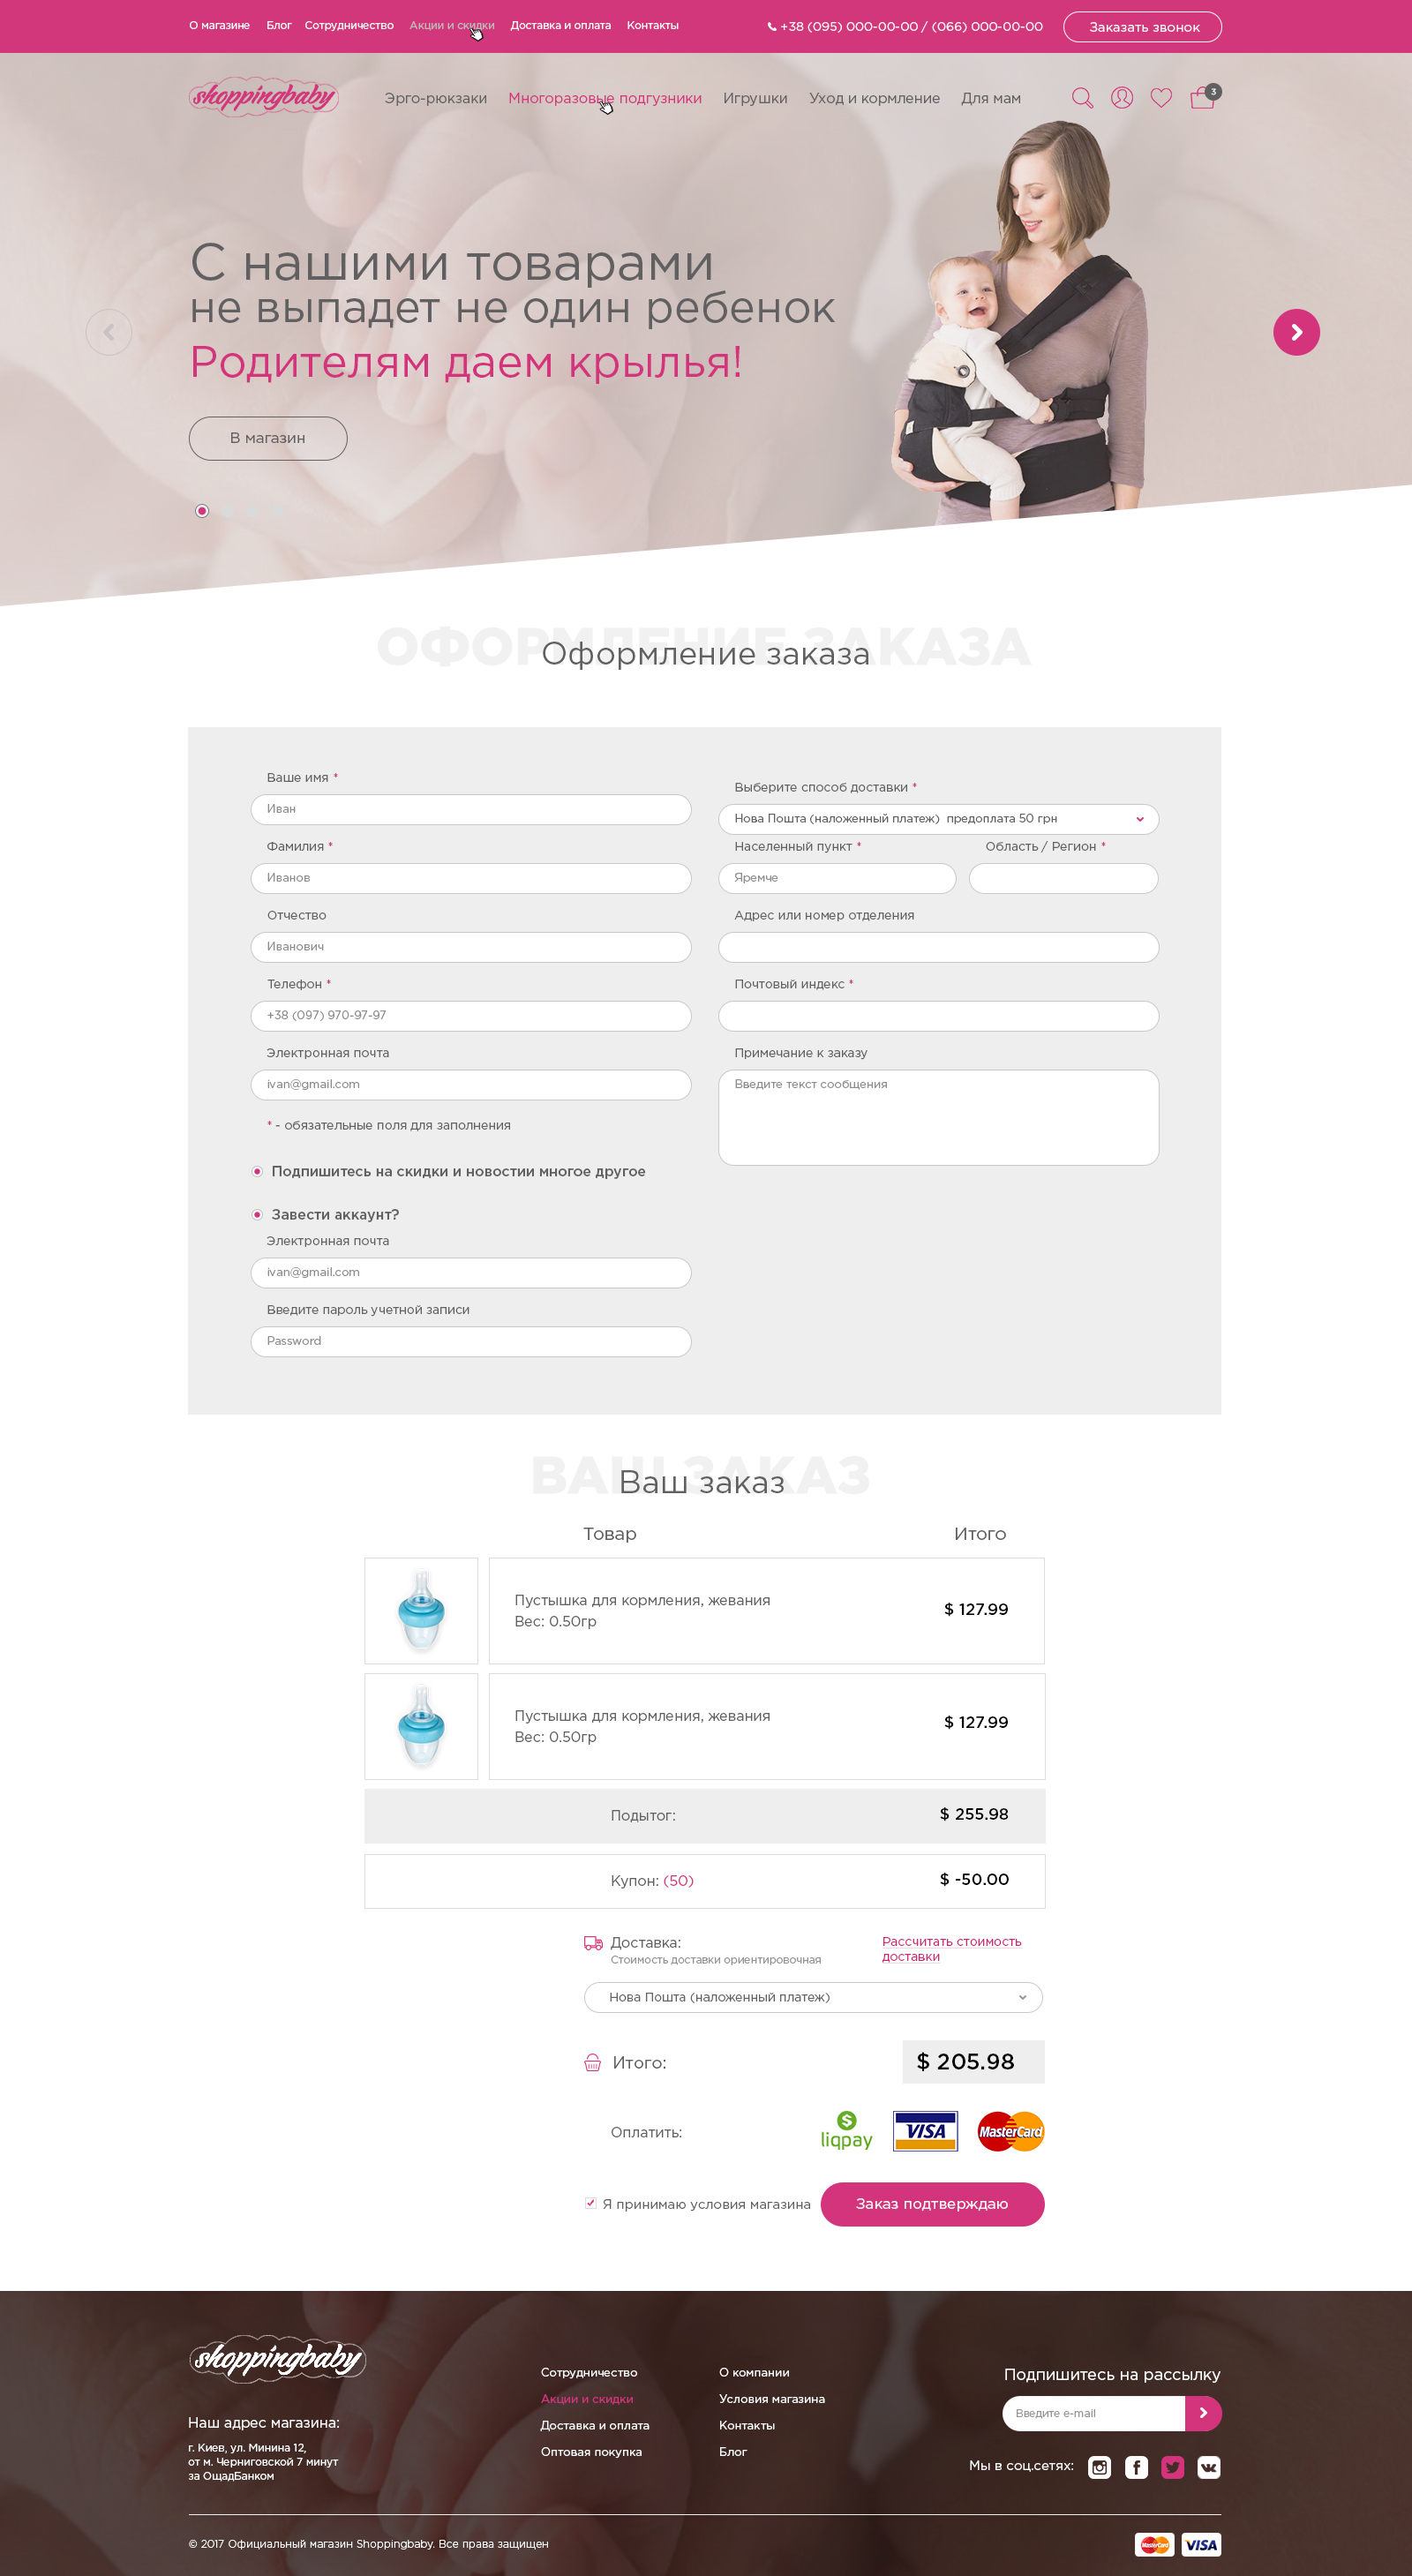 О магазине Блог Сотрудничество Акции и скидки Доставка и оплата Контакты +38 (095) 000-00-00 / (066) 000-00-00 Заказать звонок
shoppingbaby Эрго-рюкзаки Многоразовые подгузники Игрушки Уход и кормление Для мам 3
С нашими товарами
не выпадет не один ребенок
Родителям даем крылья!
В магазин
ОФОРМЛЕНИЕ ЗАКАЗА
Оформление заказа
Ваше имя *
Иван
Фамилия *
Иванов
Отчество
Иванович
Телефон *
+38 (097) 970-97-97
Электронная почта
ivan@gmail.com
* - обязательные поля для заполнения
Подпишитесь на скидки и новостии многое другое
Завести аккаунт?
Электронная почта
ivan@gmail.com
Введите пароль учетной записи
Password
Выберите способ доставки *
Нова Пошта (наложенный платеж) предоплата 50 грн
Населенный пункт * Область / Регион *
Яремче
Адрес или номер отделения
Почтовый индекс *
Примечание к заказу
Введите текст сообщения
ВАШ ЗАКАЗ
Ваш заказ
Товар Итого
Пустышка для кормления, жевания
Вес: 0.50гр
$ 127.99
Пустышка для кормления, жевания
Вес: 0.50гр
$ 127.99
Подытог: $ 255.98
Купон: (50) $ -50.00
Доставка:
Стоимость доставки ориентировочная
Рассчитать стоимость
доставки
Нова Пошта (наложенный платеж)
Итого: $ 205.98
Оплатить: $ liqpay VISA MasterCard
Я принимаю условия магазина Заказ подтверждаю
shoppingbaby
Наш адрес магазина:
г. Киев, ул. Минина 12,
от м. Черниговской 7 минут
за ОщадБанком
Сотрудничество
Акции и скидки
Доставка и оплата
Оптовая покупка
О компании
Условия магазина
Контакты
Блог
Подпишитесь на рассылку
Введите e-mail
Мы в соц.сетях:
© 2017 Официальный магазин Shoppingbaby. Все права защищен
MasterCard VISA